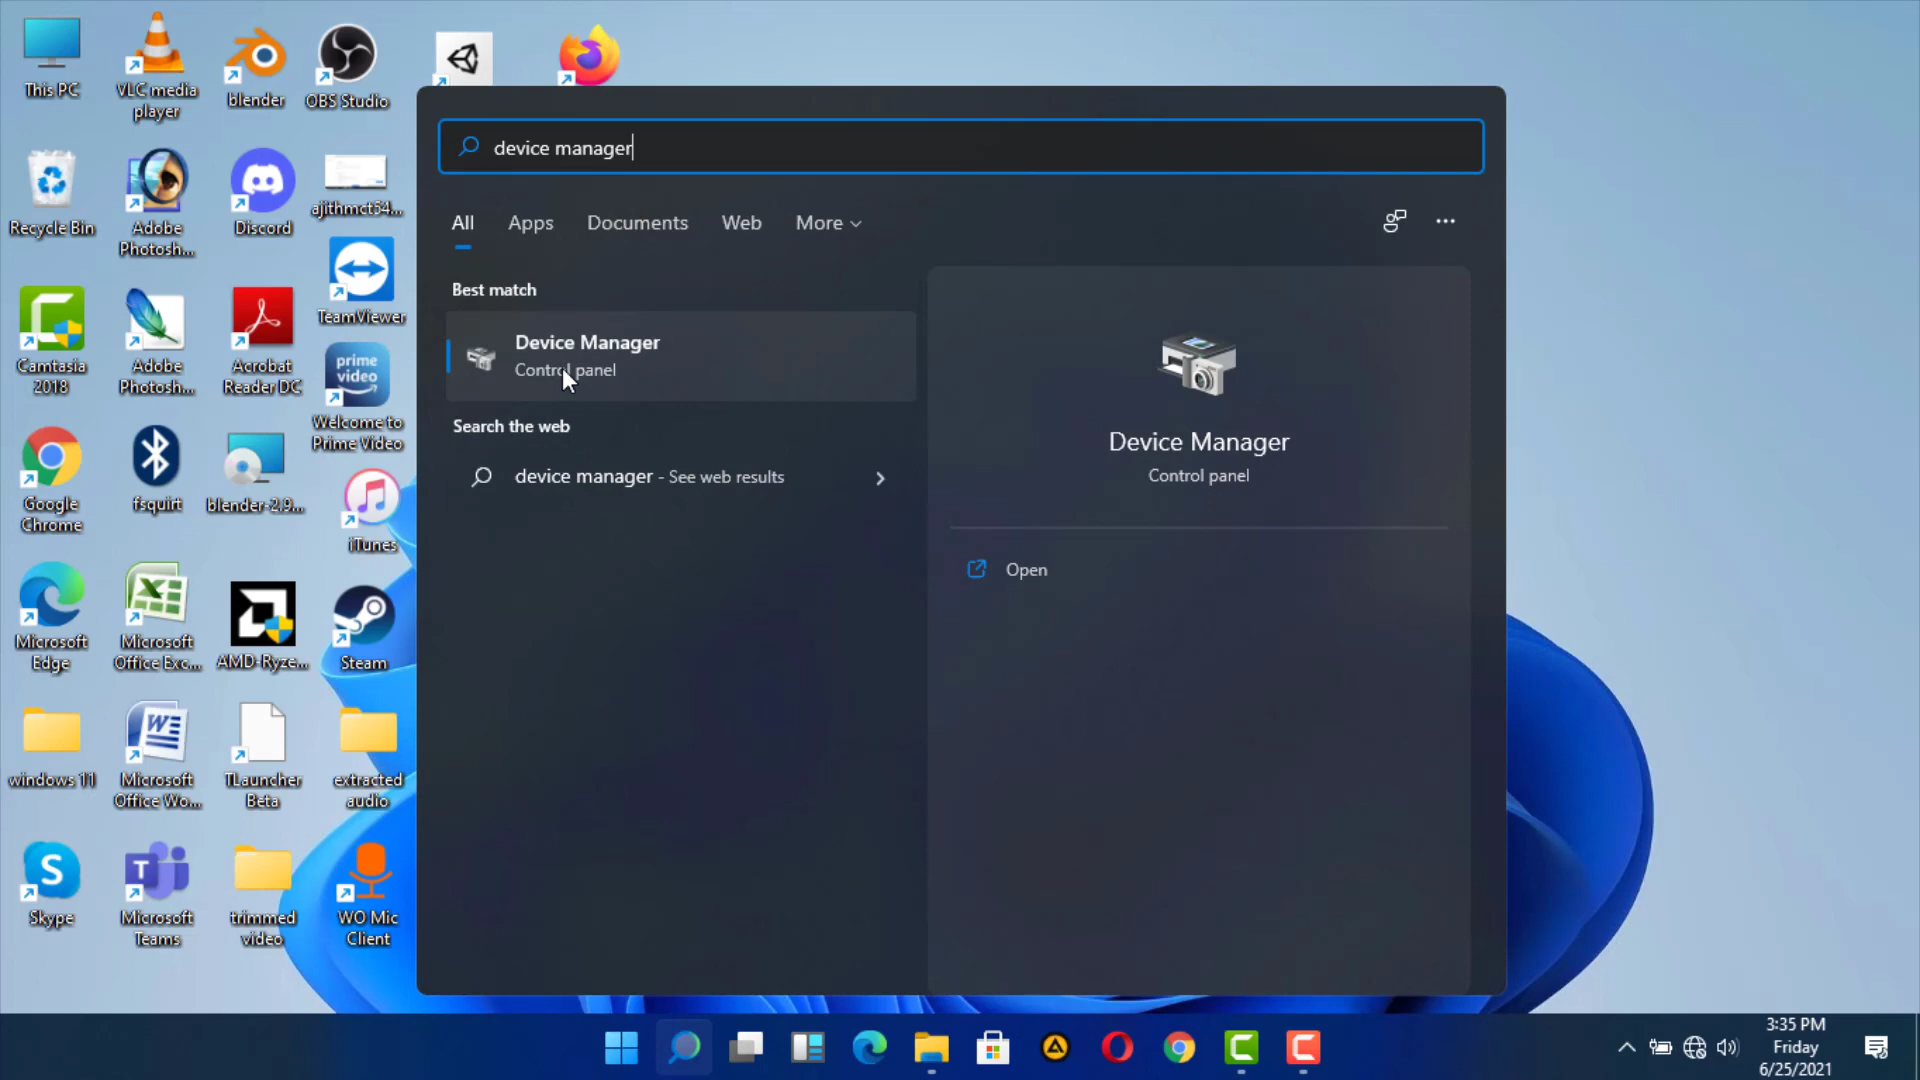 This PC
VLC media
player
blender
OBS Studio
Recycle Bin
Adobe
Photosh...
Discord
ajithmct34...
TeamViewer
Camtasia
2018
Adobe
Photosh...
Acrobat
Reader DC
prime
video
Welcome to
Prime Video
Google
Chrome
fsquirt
blender-2.9...
iTunes
Microsoft
Edge
Microsoft
Office Exc...
AMD-Ryze...
Steam
windows 11
Microsoft
Office Wo...
TLauncher
Beta
extracted
audio
Skype
Microsoft
Teams
trimmed
video
WO Mic
Client
device manager
All
Apps
Documents
Web
More
Best match
Device Manager
Control panel
Search the web
device manager - See web results
Device Manager
Control panel
Open
3:35 PM
Friday
6/25/2021